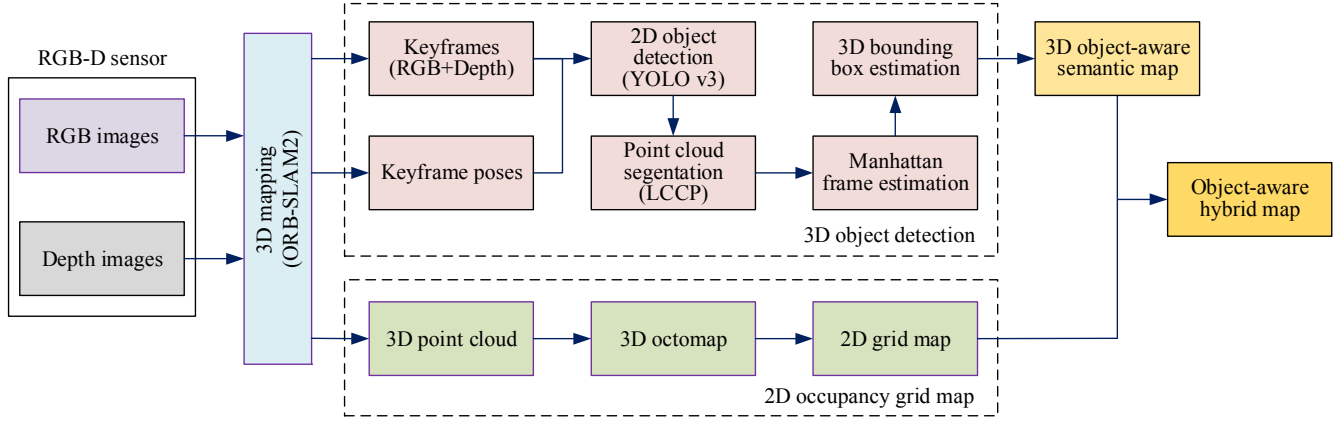 RGB-D sensor
RGB images
Depth images
3D mapping
(ORB-SLAM2)
Keyframes
(RGB+Depth)
Keyframe poses
2D object
detection
(YOLO v3)
Point cloud
segentation
(LCCP)
3D bounding
box estimation
Manhattan
frame estimation
3D object detection
3D point cloud
3D octomap
2D grid map
2D occupancy grid map
3D object-aware
semantic map
Object-aware
hybrid map